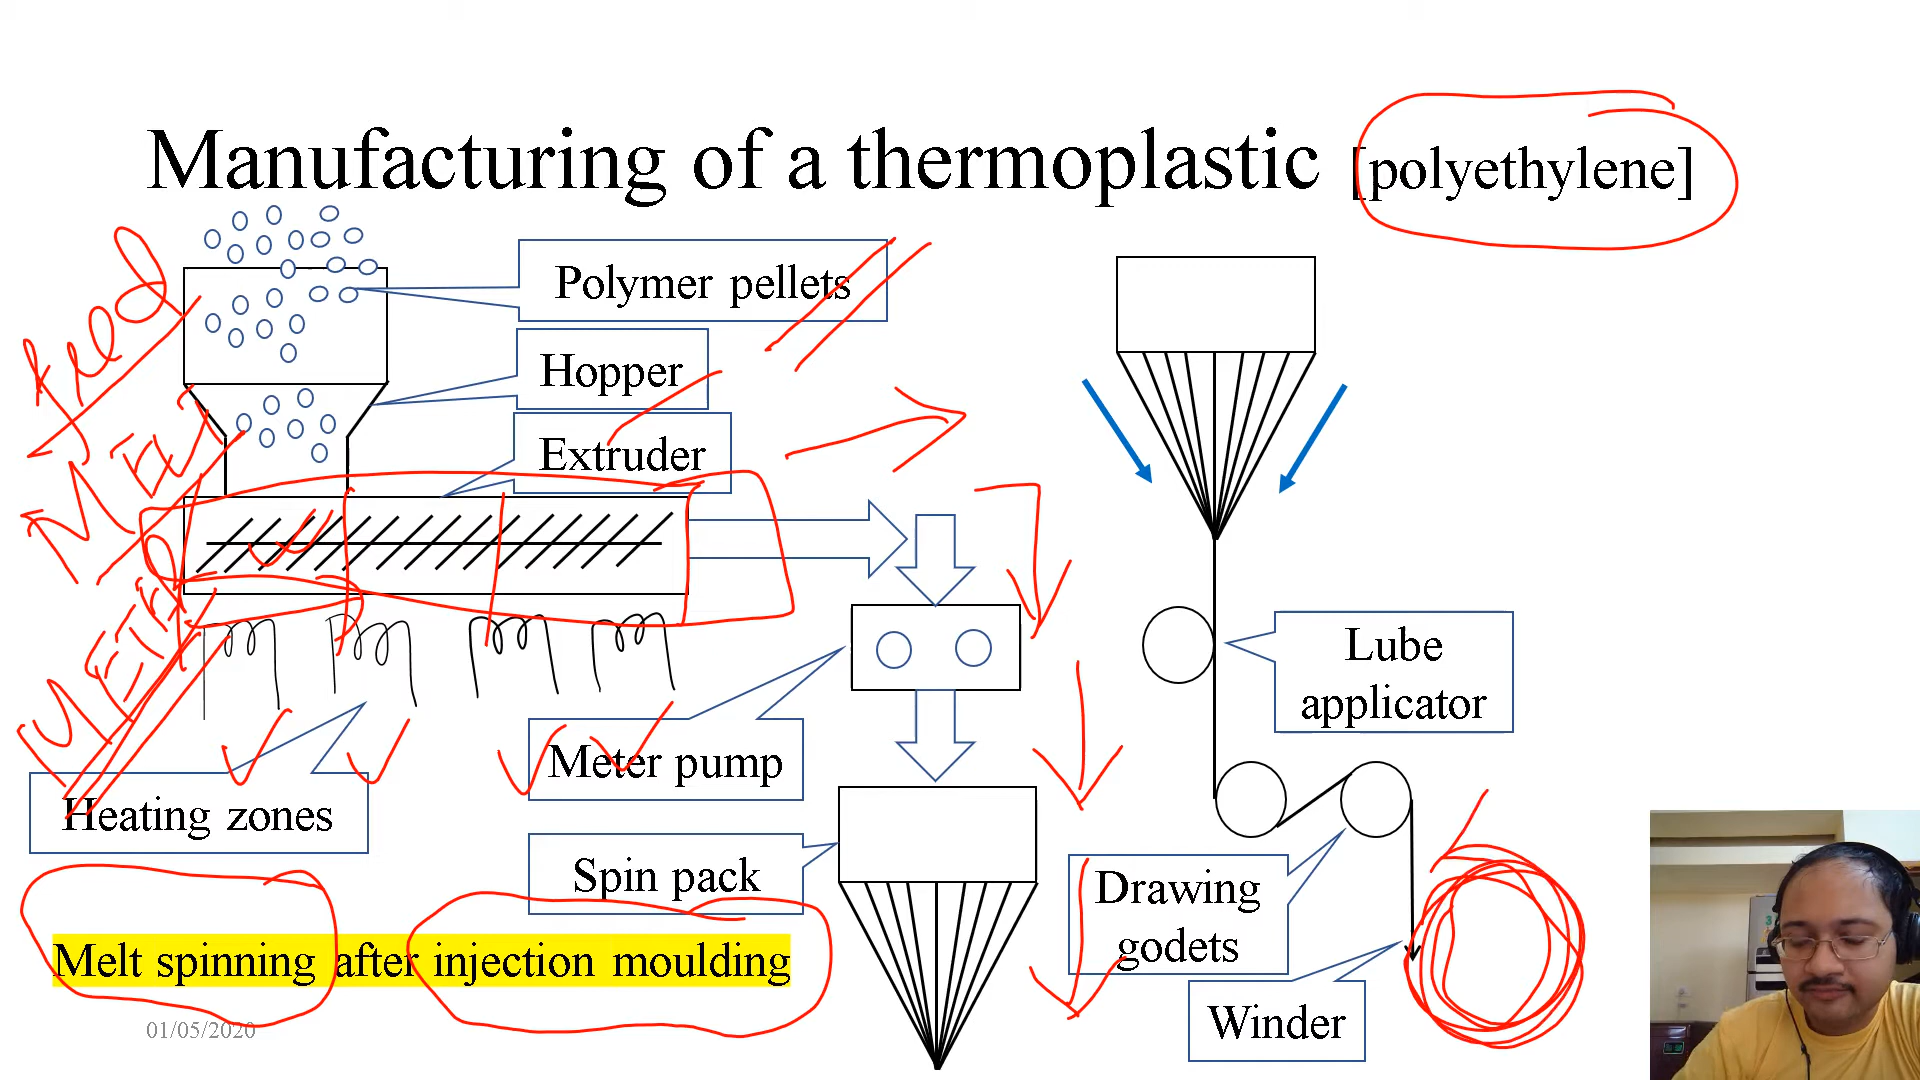 Manufacturing of a thermoplastic [polyethylene]
Polymer pellets
Hopper
Extruder
feed
MELT
METER
Heating zones
Meter pump
Spin pack
Lube
applicator
Drawing
godets
Winder
Melt spinning after injection moulding
01/05/2020